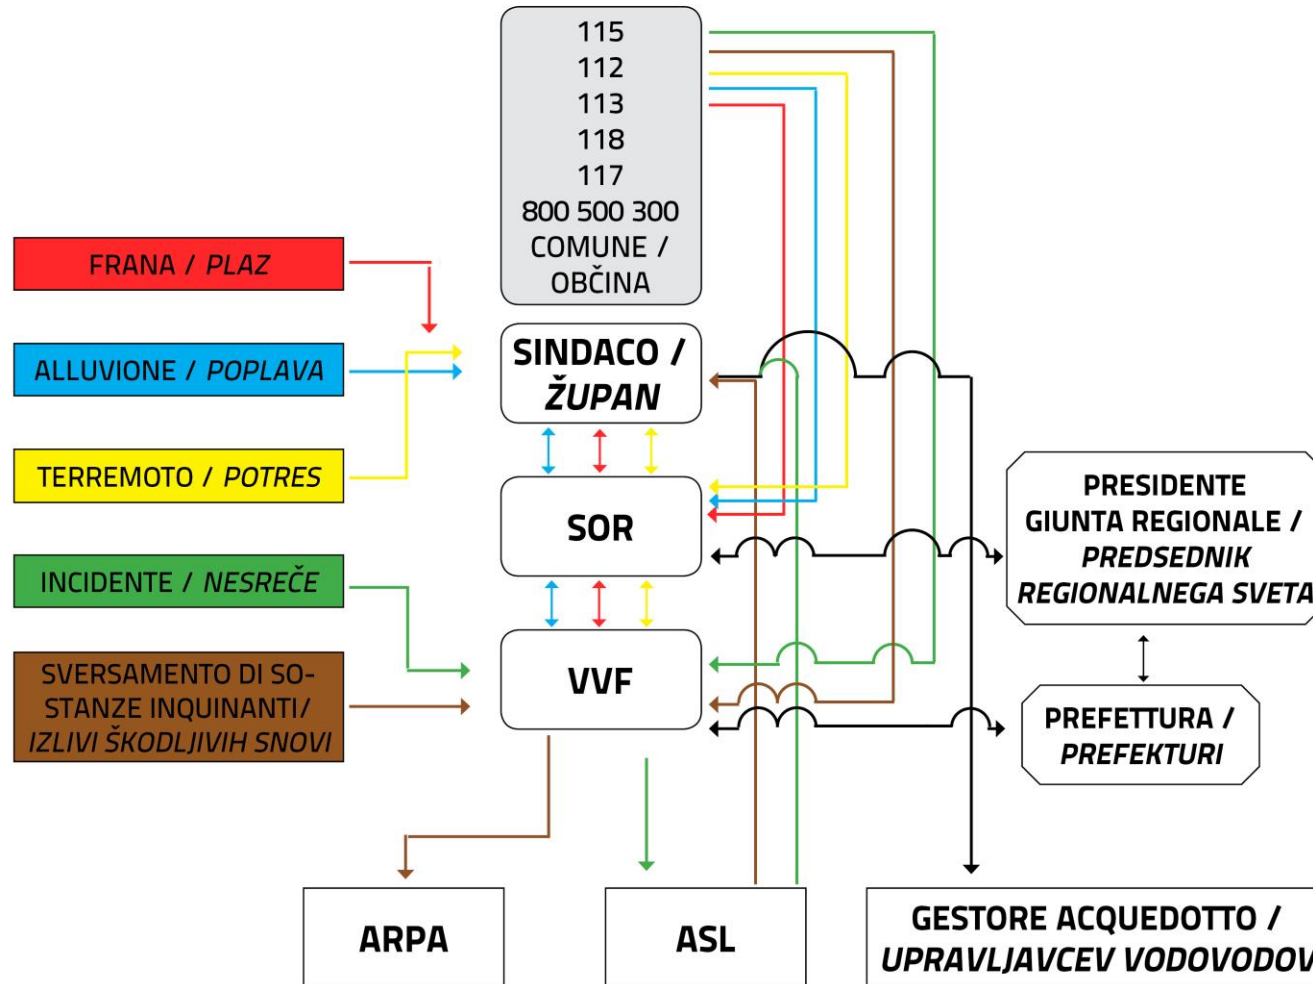 115
112
113
118
117
800 500 300
COMUNE /
OBČINA
FRANA / PLAZ
ALLUVIONE / POPLAVA
TERREMOTO / POTRES
INCIDENTE / NESREČE
SVERSAMENTO DI SO-
STANZE INQUINANTI/
IZLIVI ŠKODLJIVIH SNOVI
SINDACO /
ŽUPAN
SOR
VVF
PRESIDENTE
GIUNTA REGIONALE /
PREDSEDNIK
REGIONALNEGA SVETA
PREFETTURA /
PREFEKTURI
ARPA
ASL
GESTORE ACQUEDOTTO /
UPRAVLJAVCEV VODOVODOV